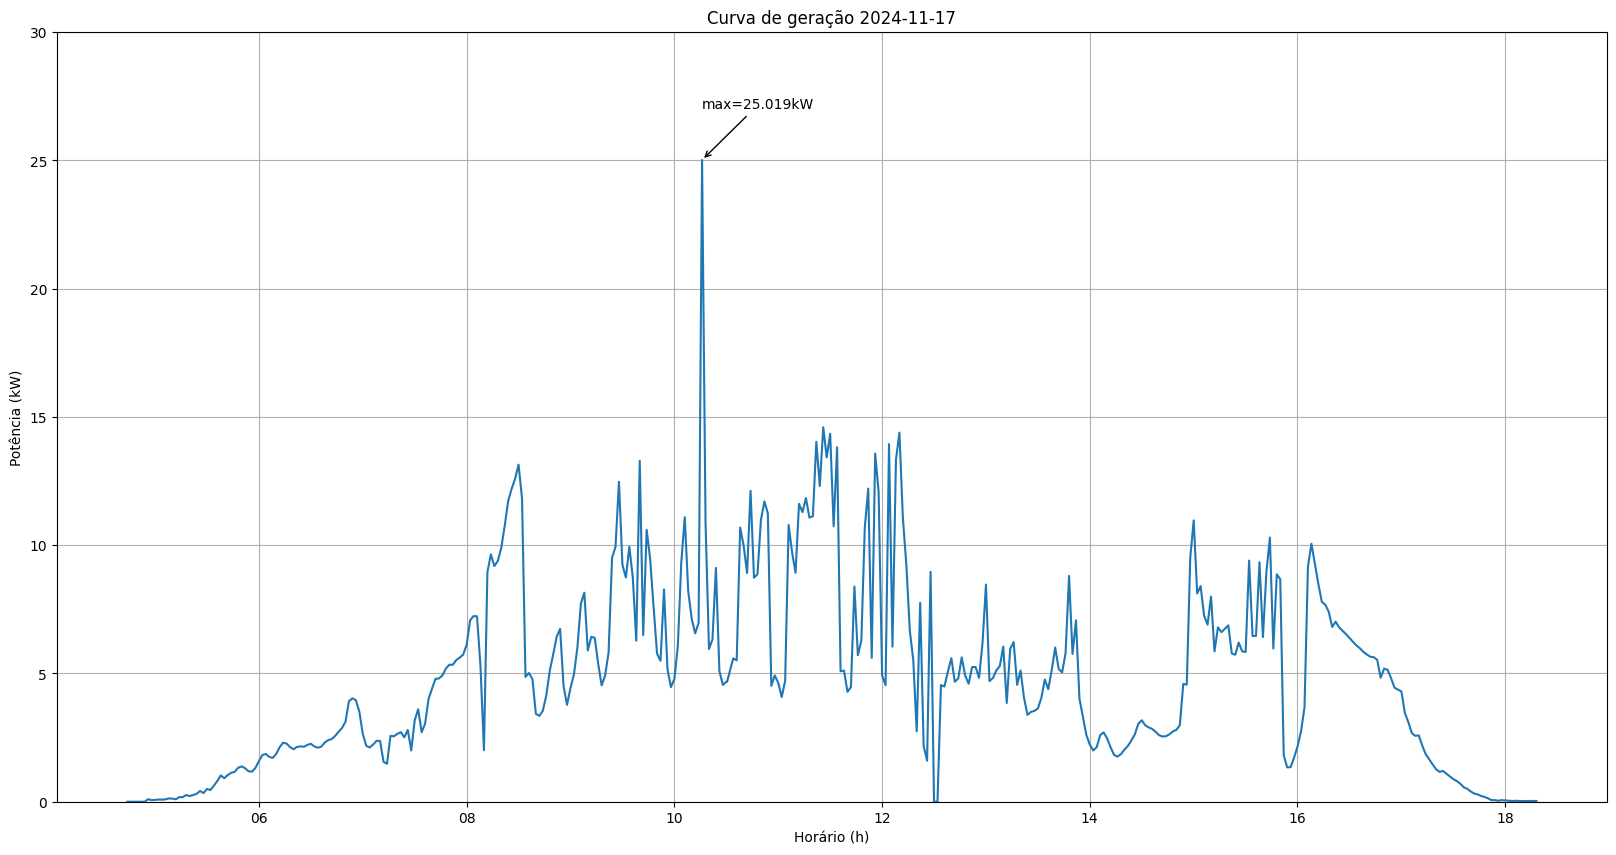 Curva de geração 2024-11-17
30
max=25.019kW
25
20
15
10
5
0
Potência (kW)
06 08 10 12 14 16 18
Horário (h)